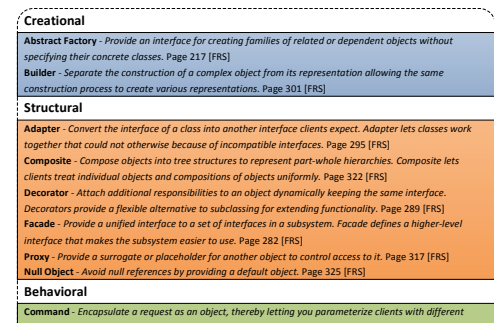 Creational
Abstract Factory - Provide an interface for creating families of related or dependent objects without
specifying their concrete classes. Page 217 [FRS]
Builder - Separate the construction of a complex object from its representation allowing the same
construction process to create various representations. Page 301 [FRS]
Structural
Adapter - Convert the interface of a class into another interface clients expect. Adapter lets classes work
together that could not otherwise because of incompatible interfaces. Page 295 [FRS]
Composite - Compose objects into tree structures to represent part-whole hierarchies. Composite lets
clients treat individual objects and compositions of objects uniformly. Page 322 [FRS]
Decorator - Attach additional responsibilities to an object dynamically keeping the same interface.
Decorators provide a flexible alternative to subclassing for extending functionality. Page 289 [FRS]
Facade - Provide a unified interface to a set of interfaces in a subsystem. Facade defines a higher-level
interface that makes the subsystem easier to use. Page 282 [FRS]
Proxy - Provide a surrogate or placeholder for another object to control access to it. Page 317 [FRS]
Null Object - Avoid null references by providing a default object. Page 325 [FRS]
Behavioral
Command - Encapsulate a request as an object, thereby letting you parameterize clients with different